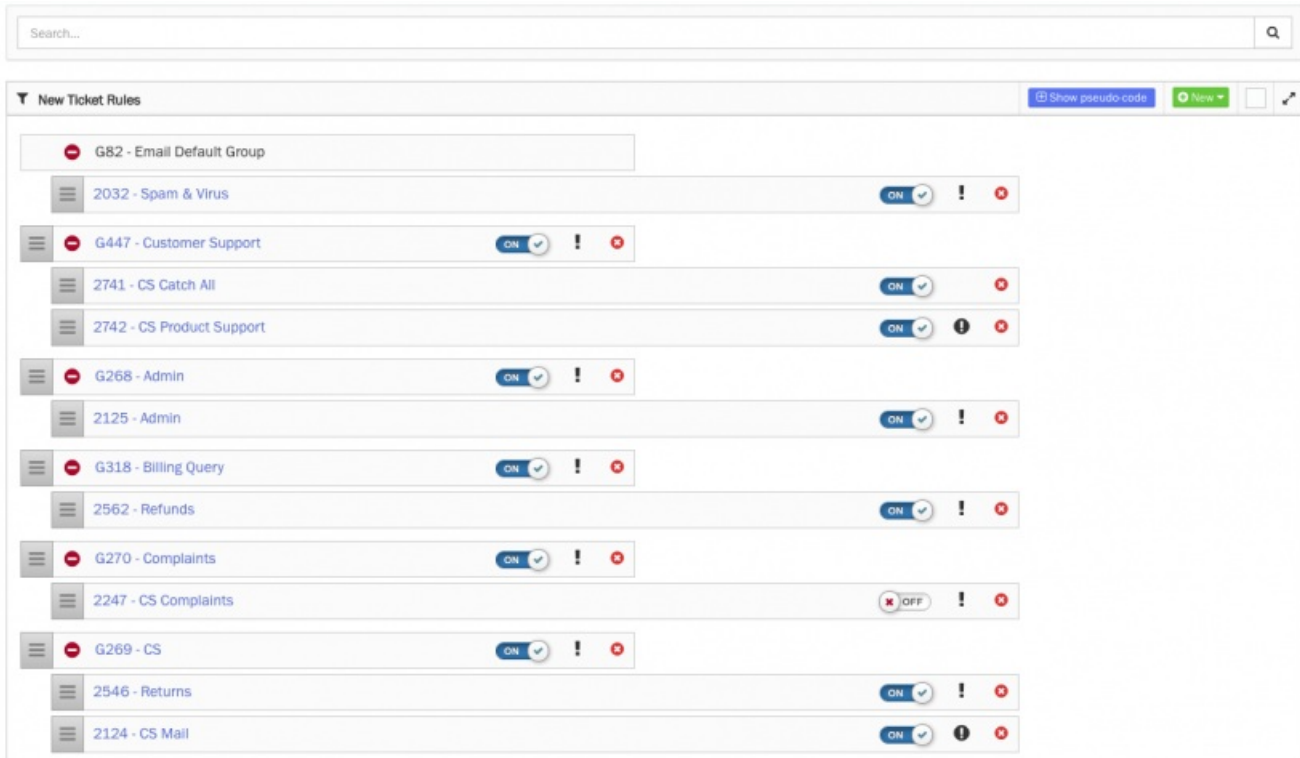 Search...
New Ticket Rules Show pseudo-code New
G82 - Email Default Group
2032 - Spam & Virus ON !
G447 - Customer Support ON !
2741 - CS Catch All ON
2742 - CS Product Support ON !
G268 - Admin ON !
2125 - Admin ON !
G318 - Billing Query ON !
2562 - Refunds ON !
G270 - Complaints ON !
2247 - CS Complaints OFF !
G269 - CS ON !
2546 - Returns ON !
2124 - CS Mail ON !